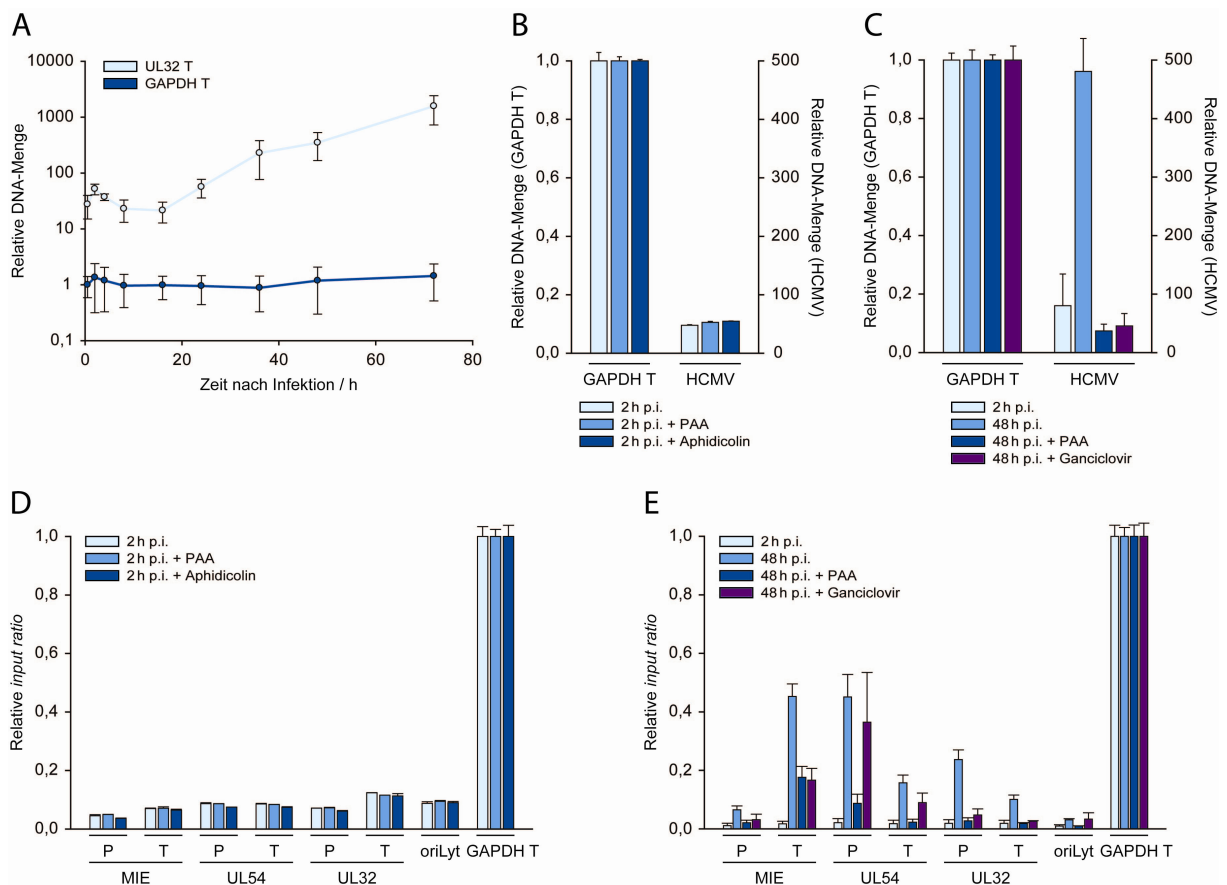 A
Relative DNA-Menge
10000
1000
100
10
1
0,1
UL32 T
GAPDH T
0
20
40
60
80
Zeit nach Infektion / h
B
Relative DNA-Menge (GAPDH T)
1,0
0,8
0,6
0,4
0,2
0,0
500
400
300
200
100
0
Relative DNA-Menge (HCMV)
GAPDH T
HCMV
2 h p.i.
2 h p.i. + PAA
2 h p.i. + Aphidicolin
C
Relative DNA-Menge (GAPDH T)
1,0
0,8
0,6
0,4
0,2
0,0
500
400
300
200
100
0
Relative DNA-Menge (HCMV)
GAPDH T
HCMV
2 h p.i.
48 h p.i.
48 h p.i. + PAA
48 h p.i. + Ganciclovir
D
Relative input ratio
1,0
0,8
0,6
0,4
0,2
0,0
2 h p.i.
2 h p.i. + PAA
2 h p.i. + Aphidicolin
P T P T P T oriLyt GAPDH T
MIE UL54 UL32
E
Relative input ratio
1,0
0,8
0,6
0,4
0,2
0,0
2 h p.i.
48 h p.i.
48 h p.i. + PAA
48 h p.i. + Ganciclovir
P T P T P T oriLyt GAPDH T
MIE UL54 UL32